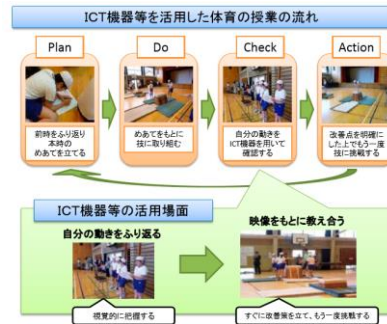 ICT機器等を活用した体育の授業の流れ
Plan
Do
Check
Action
前時をふり返り
本時の
めあてを立てる
めあてをもとに
技に取り組む
自分の動きを
ICT機器を用いて
確認する
改善点を明確に
した上でもう一度
技に挑戦する
ICT機器等の活用場面
自分の動きをふり返る
映像をもとに教え合う
視覚的に把握する
すぐに改善策を立て、もう一度挑戦する